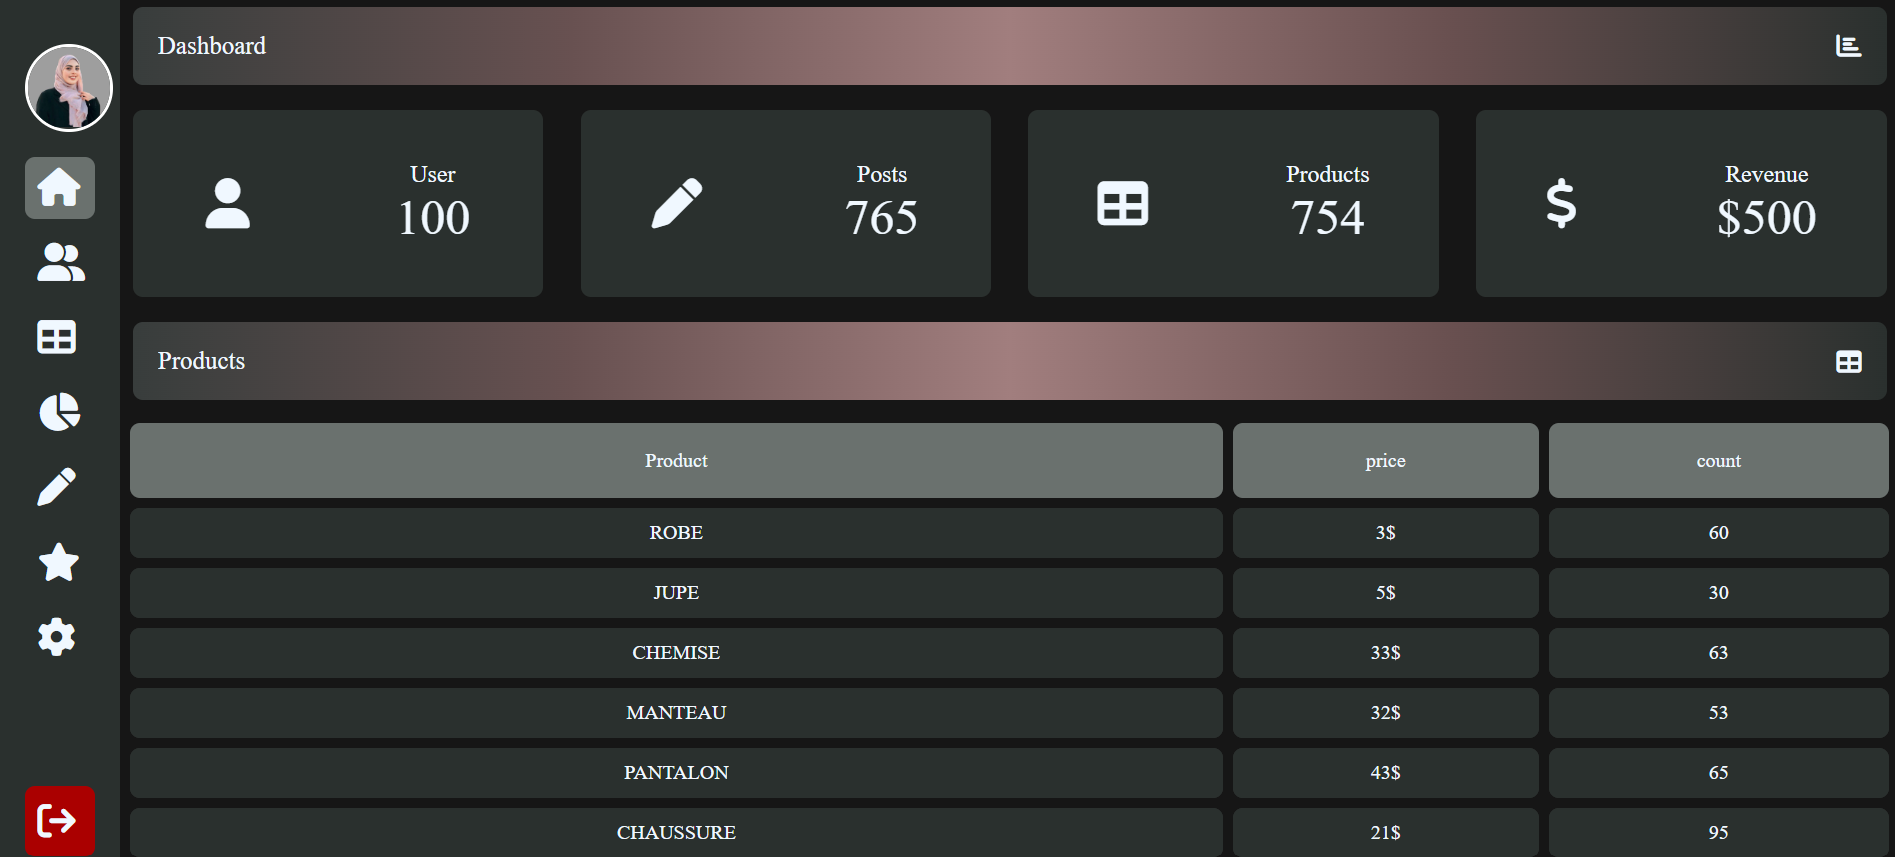 Dashboard
User
100
Posts
765
Products
754
Revenue
$500
Products
Product price count
ROBE 3$ 60
JUPE 5$ 30
CHEMISE 33$ 63
MANTEAU 32$ 53
PANTALON 43$ 65
CHAUSSURE 21$ 95